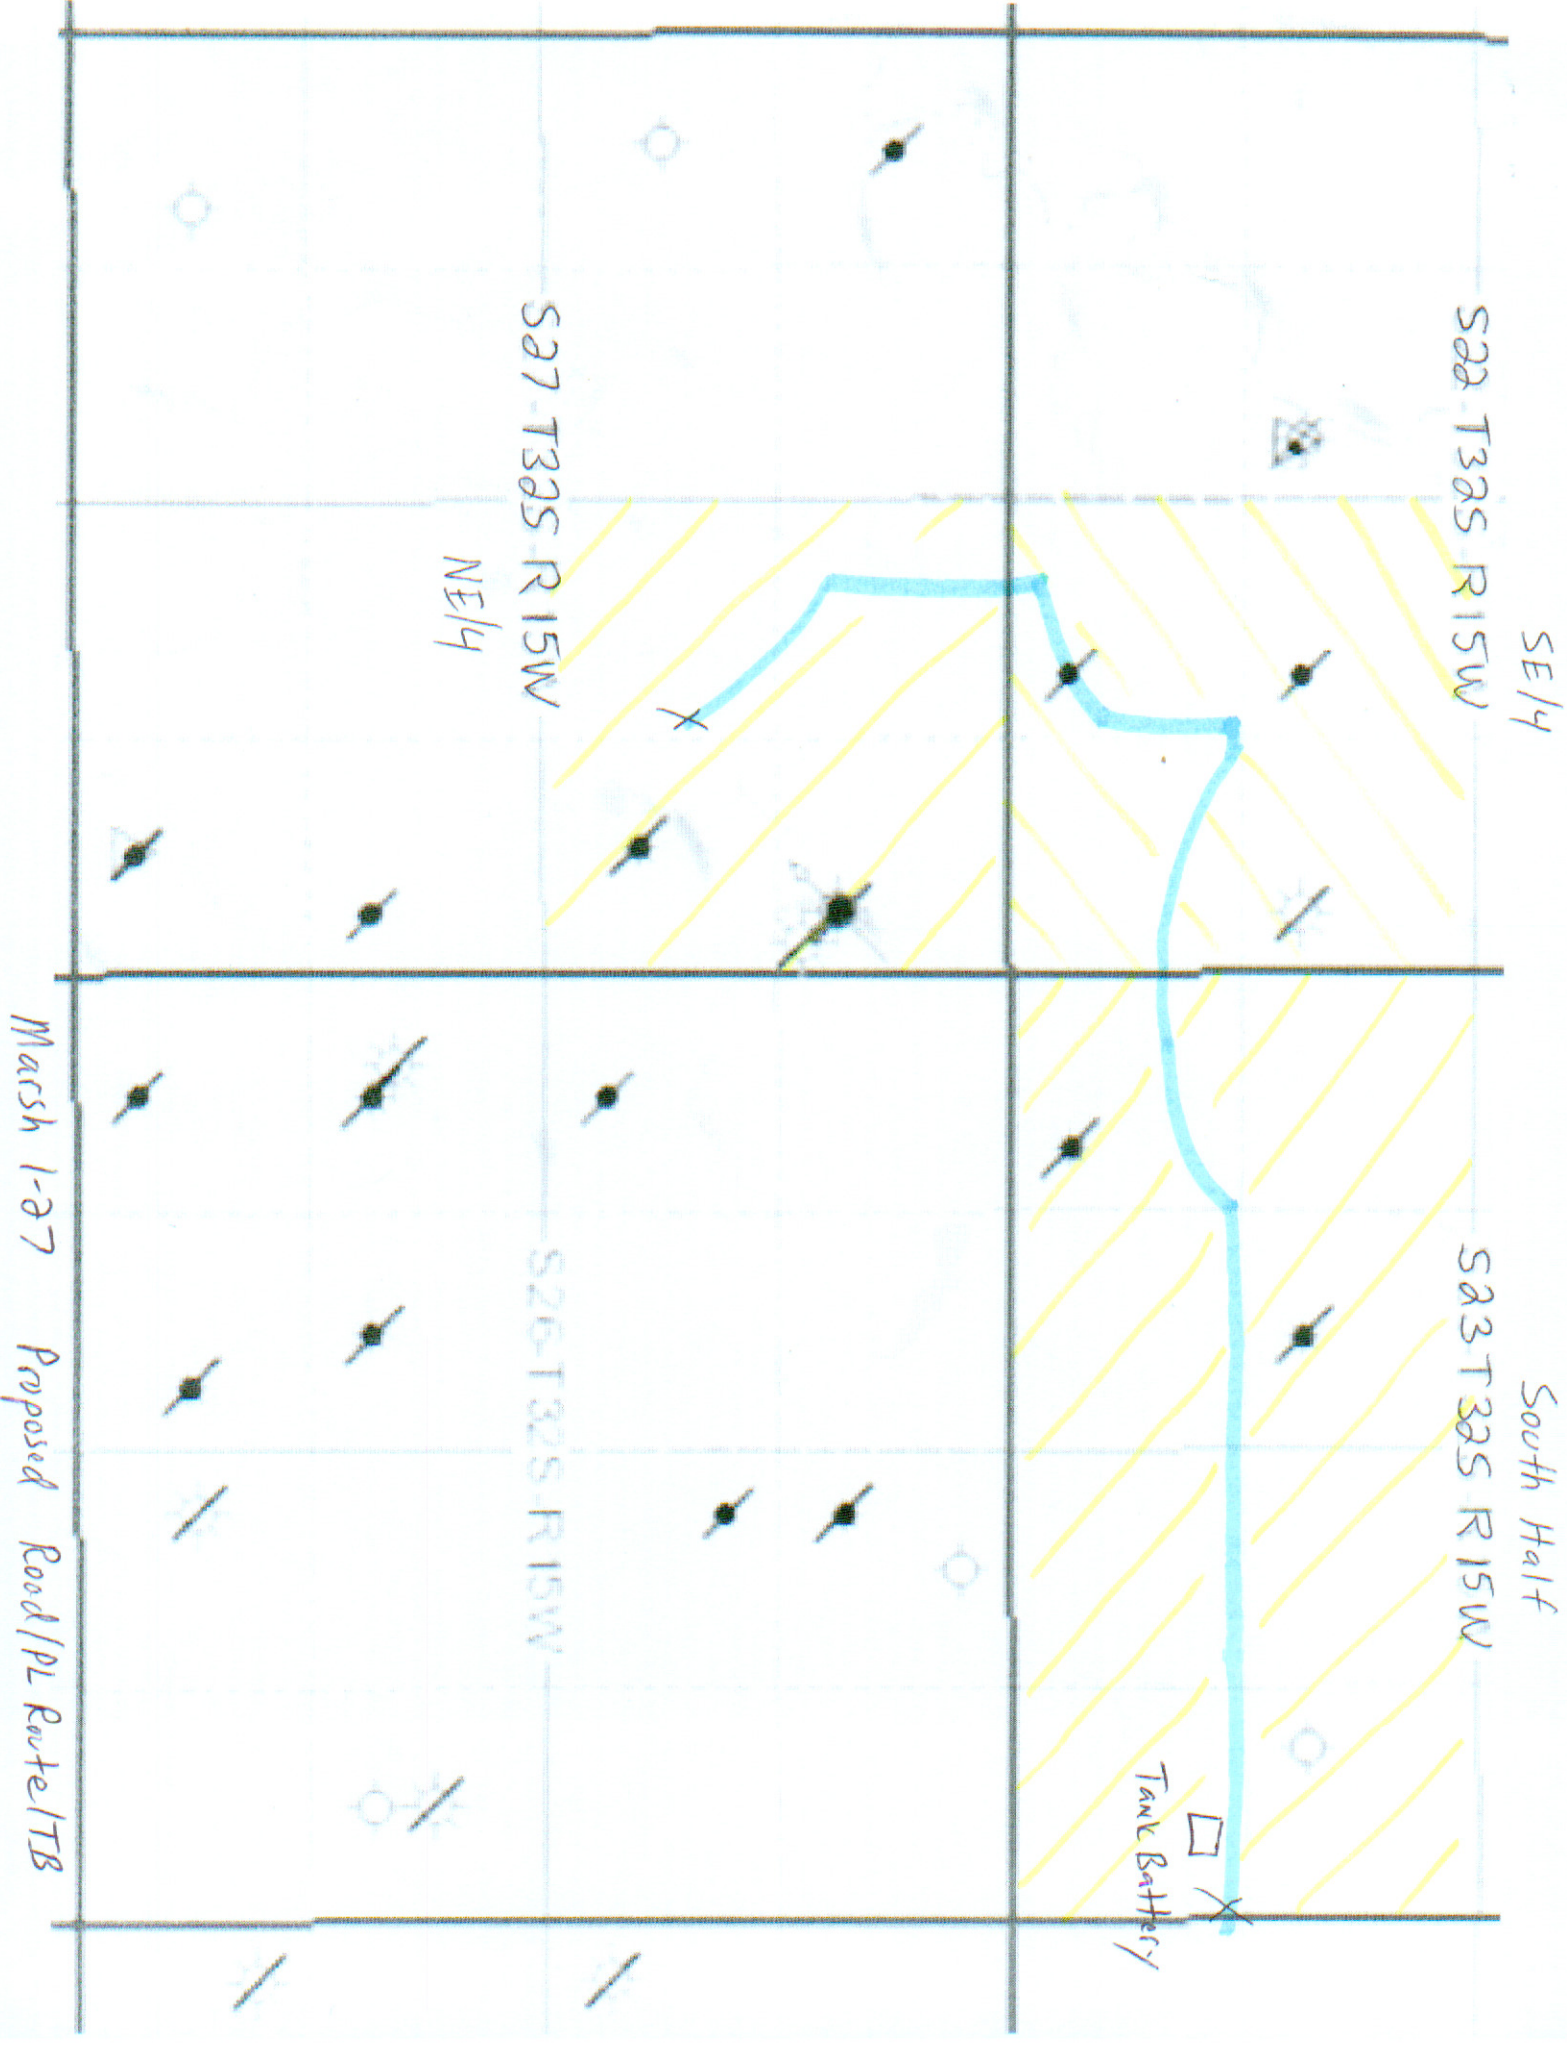 SE/4
South Half
S22-T32S-R15W
S23 T32S R15W
Tank Battery
S27-T32S-R15W
S26-T32S-R15W
NE/4
Marsh 1-27 Proposed Road/PL Route/TB